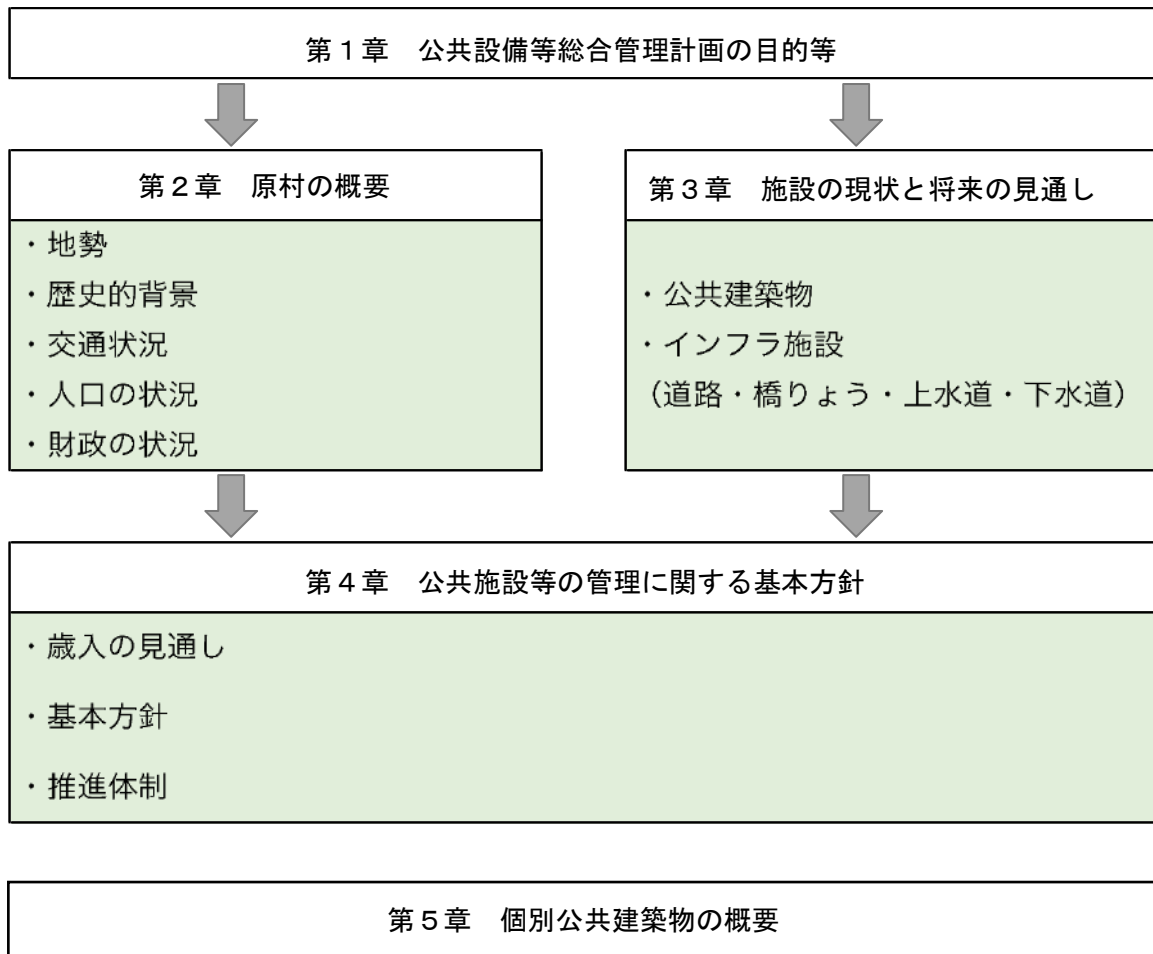 第１章　公共設備等総合管理計画の目的等
第２章　原村の概要
・地勢
・歴史的背景
・交通状況
・人口の状況
・財政の状況
第３章　施設の現状と将来の見通し
・公共建築物
・インフラ施設
（道路・橋りょう・上水道・下水道）
第４章　公共施設等の管理に関する基本方針
・歳入の見通し
・基本方針
・推進体制
第５章　個別公共建築物の概要